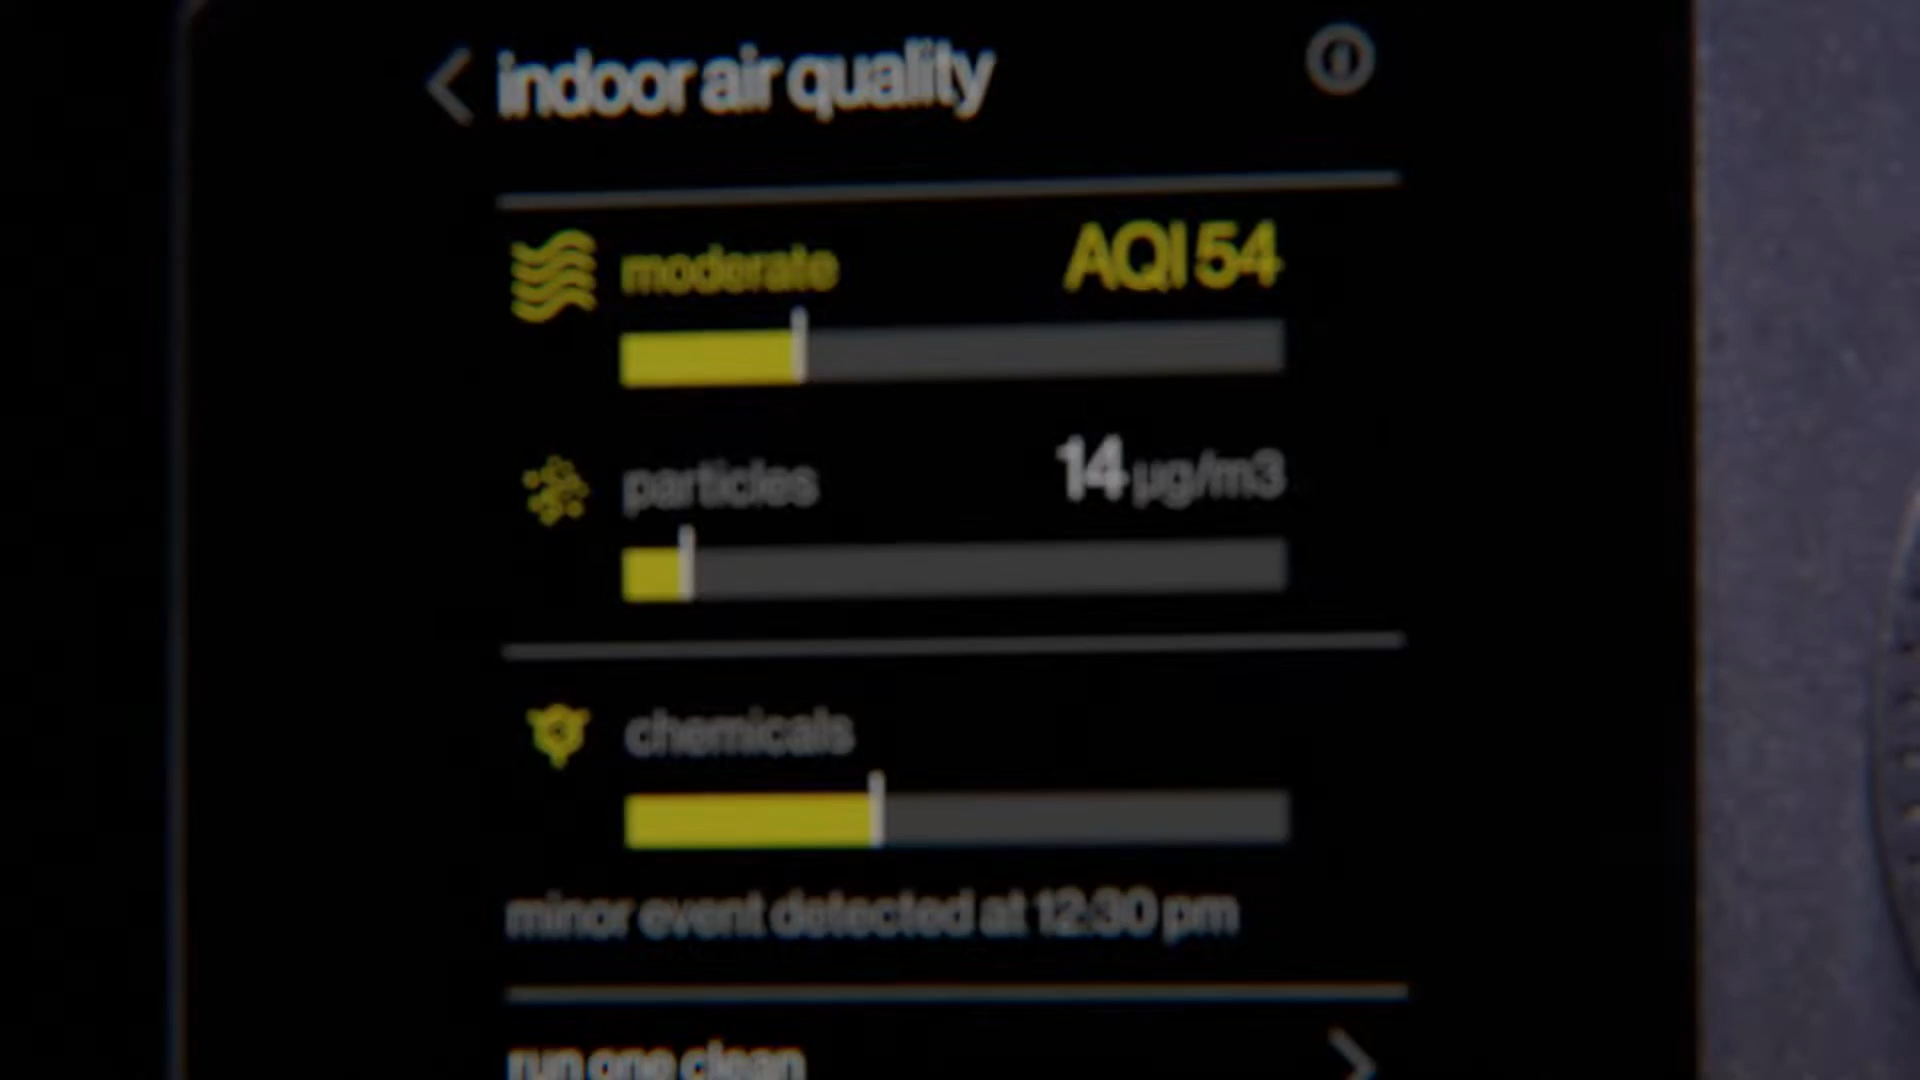 indoor air quality
moderate AQI 54
particles 14 µg/m3
chemicals
minor event detected at 12:30 pm
run one clean